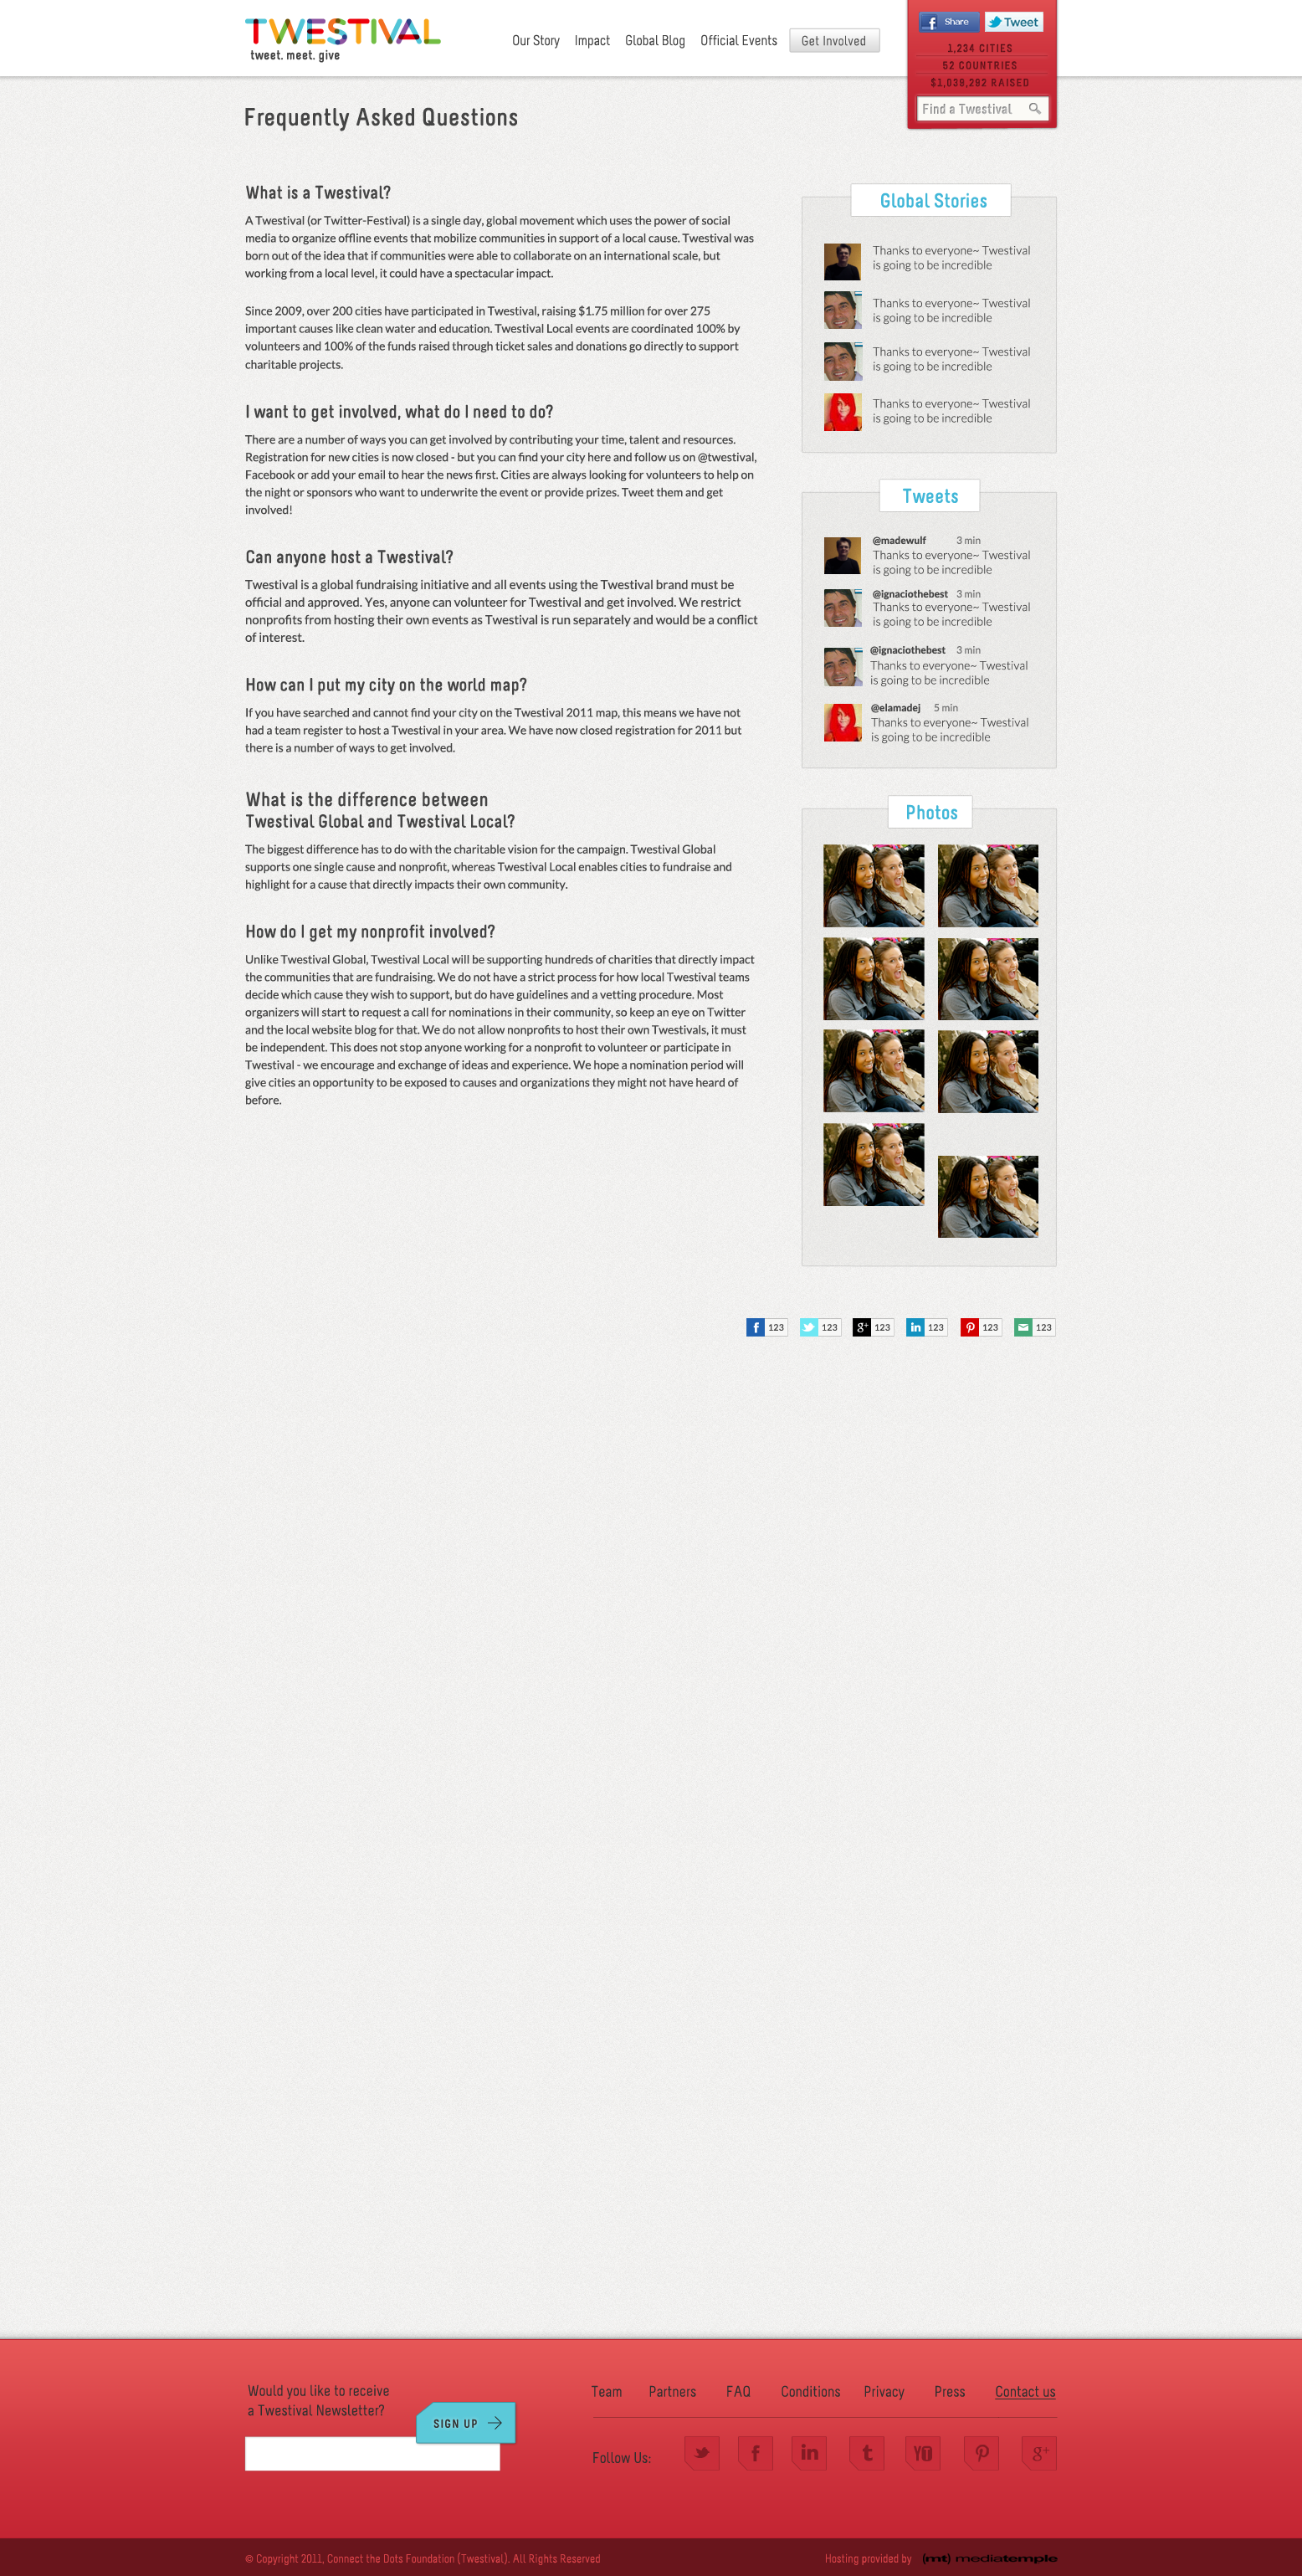 TWESTIVAL
tweet. meet. give
Our Story Impact Global Blog Official Events Get Involved
Share Tweet
1,234 CITIES
52 COUNTRIES
$1,039,292 RAISED
Find a Twestival
Frequently Asked Questions
What is a Twestival?
A Twestival (or Twitter-Festival) is a single day, global movement which uses the power of social
media to organize offline events that mobilize communities in support of a local cause. Twestival was
born out of the idea that if communities were able to collaborate on an international scale, but
working from a local level, it could have a spectacular impact.
Since 2009, over 200 cities have participated in Twestival, raising $1.75 million for over 275
important causes like clean water and education. Twestival Local events are coordinated 100% by
volunteers and 100% of the funds raised through ticket sales and donations go directly to support
charitable projects.
I want to get involved, what do I need to do?
There are a number of ways you can get involved by contributing your time, talent and resources.
Registration for new cities is now closed - but you can find your city here and follow us on @twestival,
Facebook or add your email to hear the news first. Cities are always looking for volunteers to help on
the night or sponsors who want to underwrite the event or provide prizes. Tweet them and get
involved!
Can anyone host a Twestival?
Twestival is a global fundraising initiative and all events using the Twestival brand must be
official and approved. Yes, anyone can volunteer for Twestival and get involved. We restrict
nonprofits from hosting their own events as Twestival is run separately and would be a conflict
of interest.
How can I put my city on the world map?
If you have searched and cannot find your city on the Twestival 2011 map, this means we have not
had a team register to host a Twestival in your area. We have now closed registration for 2011 but
there is a number of ways to get involved.
What is the difference between
Twestival Global and Twestival Local?
The biggest difference has to do with the charitable vision for the campaign. Twestival Global
supports one single cause and nonprofit, whereas Twestival Local enables cities to fundraise and
highlight for a cause that directly impacts their own community.
How do I get my nonprofit involved?
Unlike Twestival Global, Twestival Local will be supporting hundreds of charities that directly impact
the communities that are fundraising. We do not have a strict process for how local Twestival teams
decide which cause they wish to support, but do have guidelines and a vetting procedure. Most
organizers will start to request a call for nominations in their community, so keep an eye on Twitter
and the local website blog for that. We do not allow nonprofits to host their own Twestivals, it must
be independent. This does not stop anyone working for a nonprofit to volunteer or participate in
Twestival - we encourage and exchange of ideas and experience. We hope a nomination period will
give cities an opportunity to be exposed to causes and organizations they might not have heard of
before.
Global Stories
Thanks to everyone~ Twestival
is going to be incredible
Thanks to everyone~ Twestival
is going to be incredible
Thanks to everyone~ Twestival
is going to be incredible
Thanks to everyone~ Twestival
is going to be incredible
Tweets
@madewulf 3 min
Thanks to everyone~ Twestival
is going to be incredible
@ignaciothebest 3 min
Thanks to everyone~ Twestival
is going to be incredible
@ignaciothebest 3 min
Thanks to everyone~ Twestival
is going to be incredible
@elamadej 5 min
Thanks to everyone~ Twestival
is going to be incredible
Photos
123 123 123 123 123 123
Would you like to receive
a Twestival Newsletter?
SIGN UP
Team Partners FAQ Conditions Privacy Press Contact us
Follow Us:
© Copyright 2011, Connect the Dots Foundation (Twestival). All Rights Reserved
Hosting provided by (mt) mediatemple